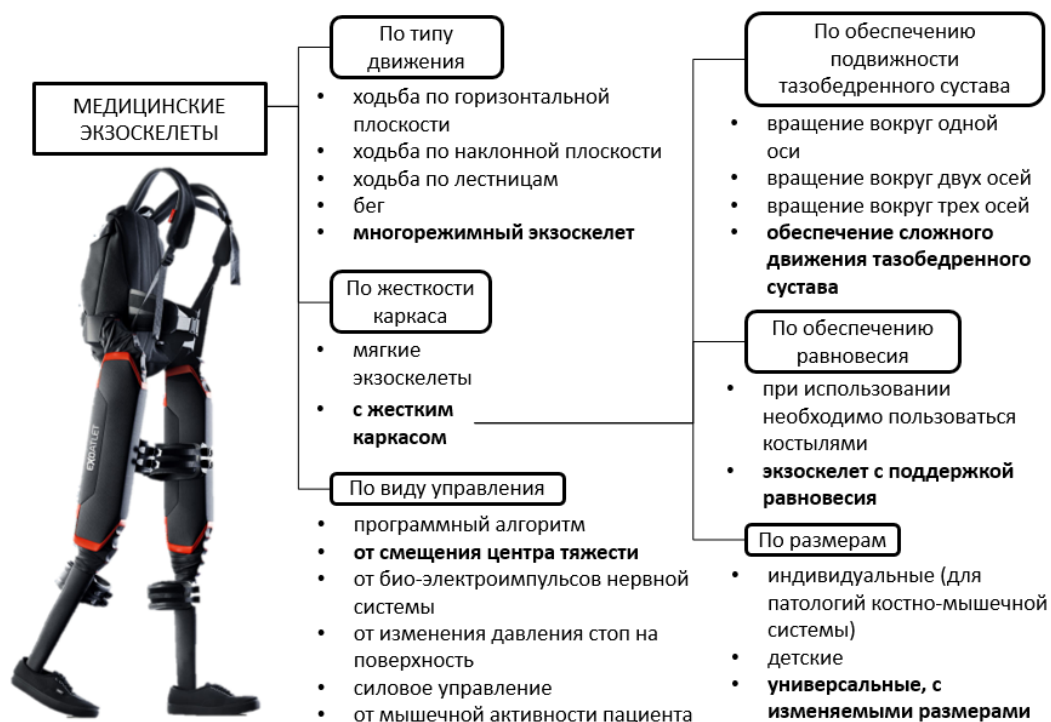 МЕДИЦИНСКИЕ
ЭКЗОСКЕЛЕТЫ
По типу
движения
• ходьба по горизонтальной
плоскости
• ходьба по наклонной плоскости
• ходьба по лестницам
• бег
• многорежимный экзоскелет
По жесткости
каркаса
• мягкие
экзоскелеты
• с жестким
каркасом
По виду управления
• программный алгоритм
• от смещения центра тяжести
• от био-электроимпульсов нервной
системы
• от изменения давления стоп на
поверхность
• силовое управление
• от мышечной активности пациента
По обеспечению
подвижности
тазобедренного сустава
• вращение вокруг одной
оси
• вращение вокруг двух осей
• вращение вокруг трех осей
• обеспечение сложного
движения тазобедренного
сустава
По обеспечению
равновесия
• при использовании
необходимо пользоваться
костылями
• экзоскелет с поддержкой
равновесия
По размерам
• индивидуальные (для
патологий костно-мышечной
системы)
• детские
• универсальные, с
изменяемыми размерами
EXOATLET